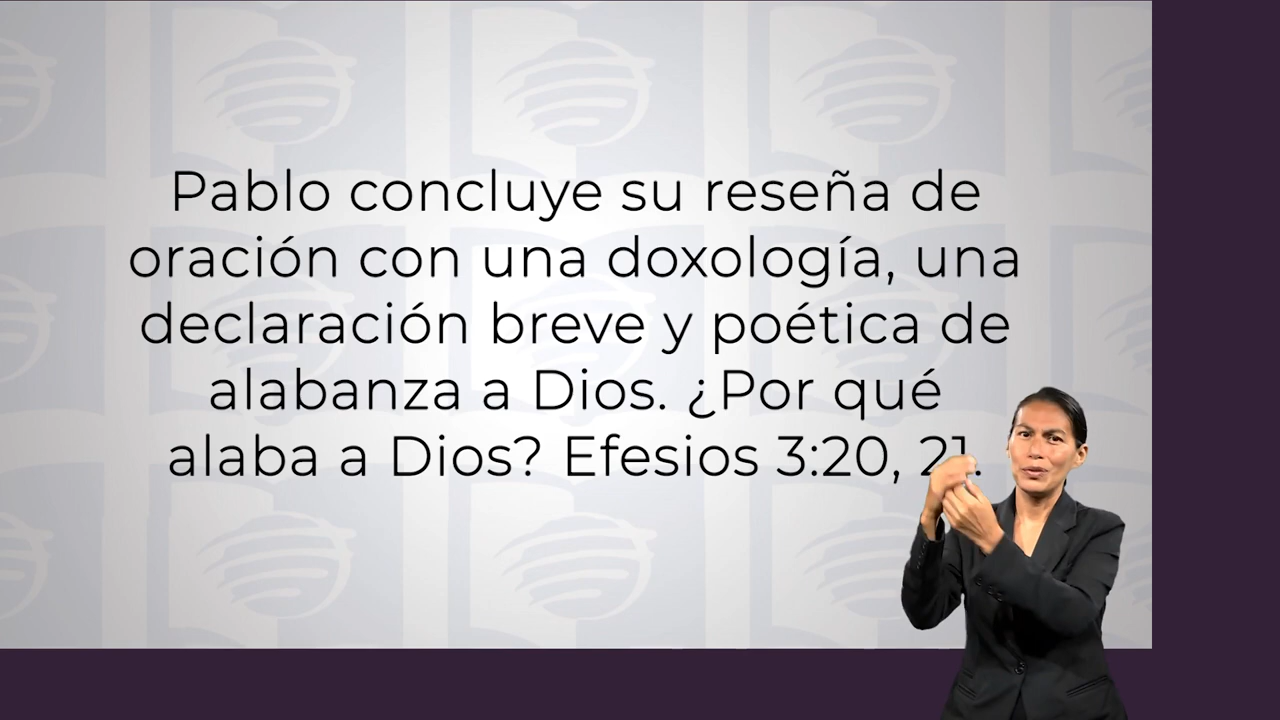 Pablo concluye su reseña de
oración con una doxología, una
declaración breve y poética de
alabanza a Dios. ¿Por qué
alaba a Dios? Efesios 3:20, 21.